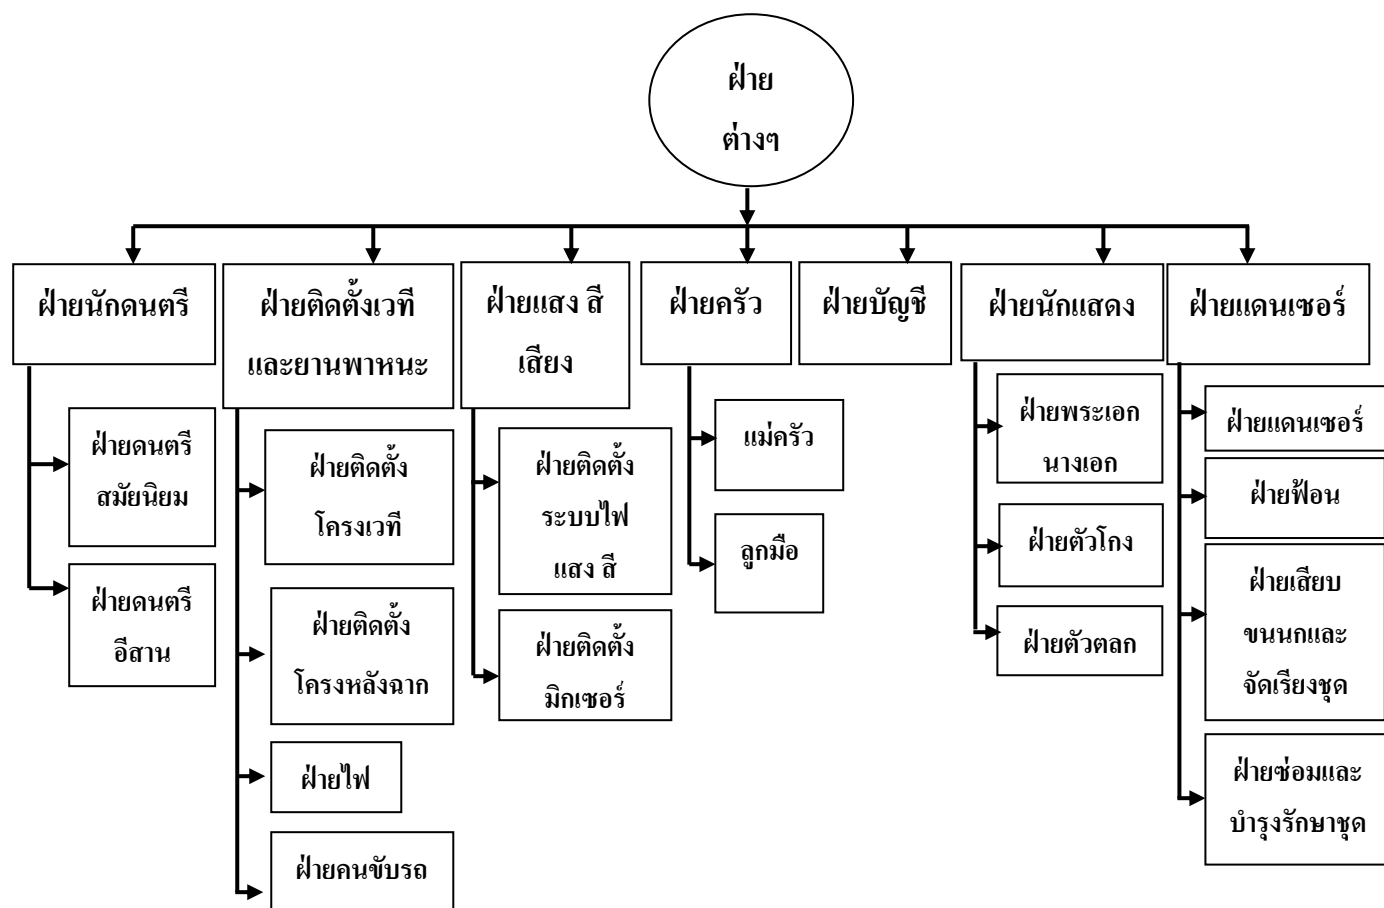 ฝ่าย
ต่างๆ
ฝ่ายนักดนตรี
ฝ่ายดนตรี
สมัยนิยม
ฝ่ายดนตรี
อีสาน
ฝ่ายติดตั้งเวที
และยานพาหนะ
ฝ่ายติดตั้ง
โครงเวที
ฝ่ายติดตั้ง
โครงหลังฉาก
ฝ่ายไฟ
ฝ่ายคนขับรถ
ฝ่ายแสง สี
เสียง
ฝ่ายติดตั้ง
ระบบไฟ
แสง สี
ฝ่ายติดตั้ง
มิกเซอร์
ฝ่ายครัว
แม่ครัว
ลูกมือ
ฝ่ายบัญชี
ฝ่ายนักแสดง
ฝ่ายพระเอก
นางเอก
ฝ่ายตัวโกง
ฝ่ายตัวตลก
ฝ่ายแดนเซอร์
ฝ่ายแดนเซอร์
ฝ่ายฟ้อน
ฝ่ายเสียบ
ขนนกและ
จัดเรียงชุด
ฝ่ายซ่อมและ
บำรุงรักษาชุด